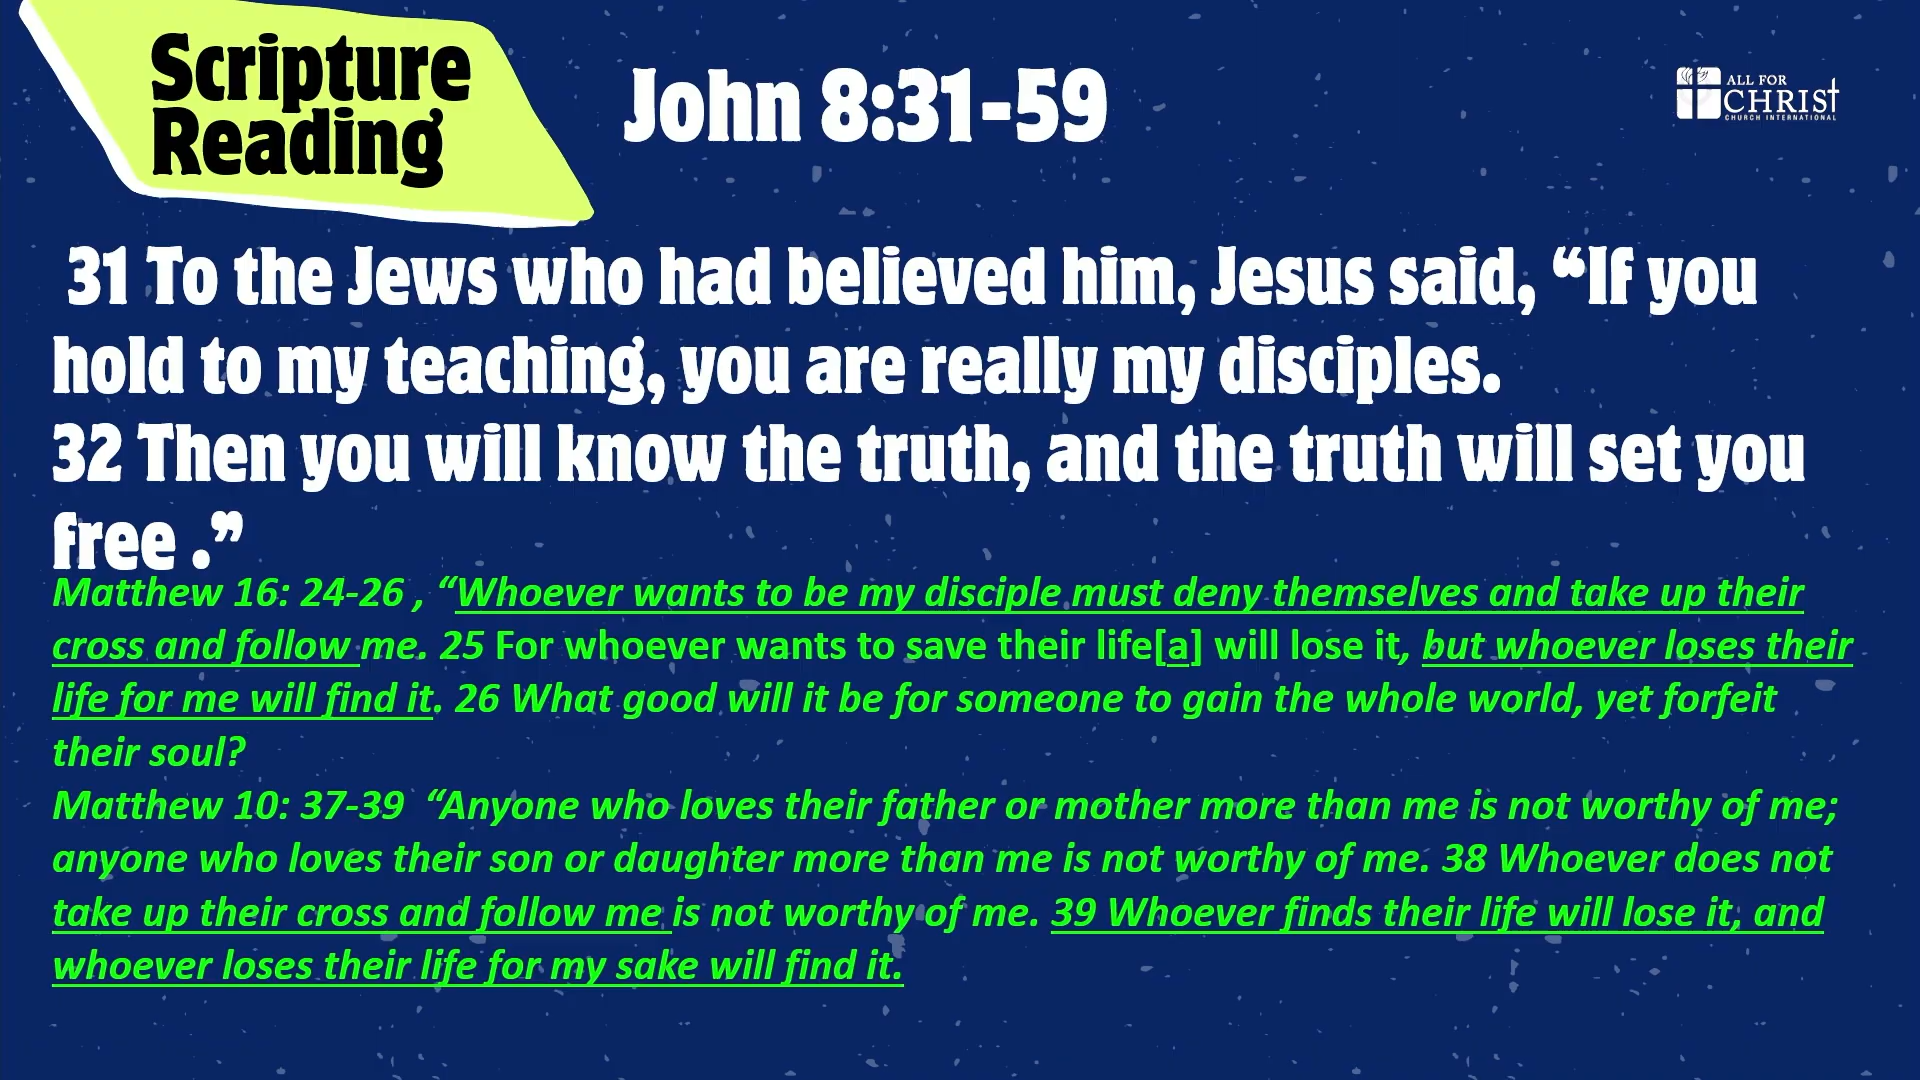 Scripture
Reading
John 8:31-59
ALL FOR
CHRIST
CHURCH INTERNATIONAL
31 To the Jews who had believed him, Jesus said, “If you
hold to my teaching, you are really my disciples.
32 Then you will know the truth, and the truth will set you
free .”
Matthew 16: 24-26 , “Whoever wants to be my disciple must deny themselves and take up their
cross and follow me. 25 For whoever wants to save their life[a] will lose it, but whoever loses their
life for me will find it. 26 What good will it be for someone to gain the whole world, yet forfeit
their soul?
Matthew 10: 37-39 “Anyone who loves their father or mother more than me is not worthy of me;
anyone who loves their son or daughter more than me is not worthy of me. 38 Whoever does not
take up their cross and follow me is not worthy of me. 39 Whoever finds their life will lose it, and
whoever loses their life for my sake will find it.